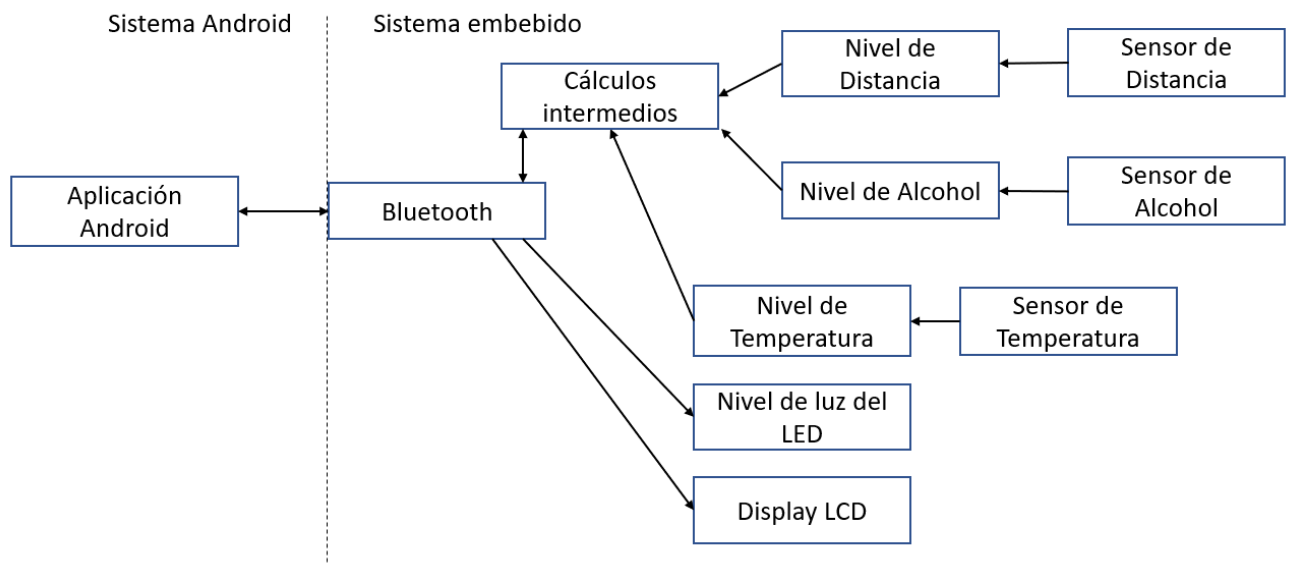 Sistema Android
Sistema embebido
Nivel de
Distancia
Sensor de
Distancia
Cálculos
intermedios
Nivel de Alcohol
Sensor de
Alcohol
Aplicación
Android
Bluetooth
Nivel de
Temperatura
Sensor de
Temperatura
Nivel de luz del
LED
Display LCD